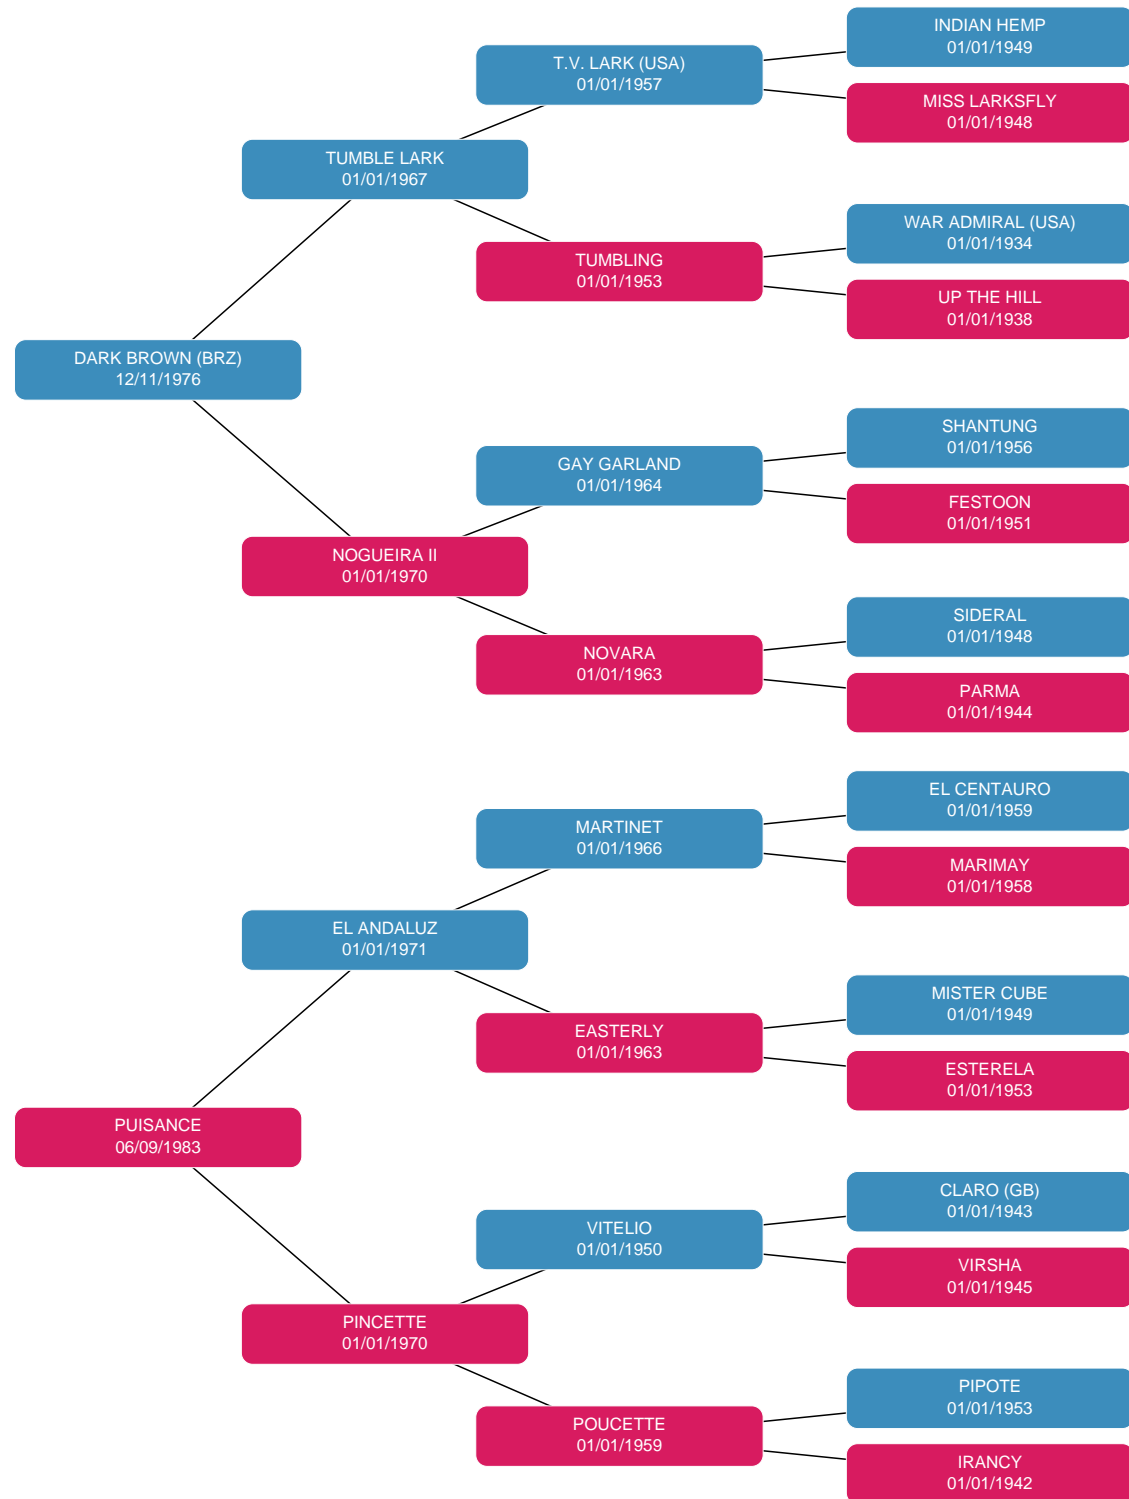 INDIAN HEMP
01/01/1949
T.V. LARK (USA)
01/01/1957
MISS LARKSFLY
01/01/1948
TUMBLE LARK
01/01/1967
WAR ADMIRAL (USA)
01/01/1934
TUMBLING
01/01/1953
UP THE HILL
01/01/1938
DARK BROWN (BRZ)
12/11/1976
SHANTUNG
01/01/1956
GAY GARLAND
01/01/1964
FESTOON
01/01/1951
NOGUEIRA II
01/01/1970
SIDERAL
01/01/1948
NOVARA
01/01/1963
PARMA
01/01/1944
EL CENTAURO
01/01/1959
MARTINET
01/01/1966
MARIMAY
01/01/1958
EL ANDALUZ
01/01/1971
MISTER CUBE
01/01/1949
EASTERLY
01/01/1963
ESTERELA
01/01/1953
PUISANCE
06/09/1983
CLARO (GB)
01/01/1943
VITELIO
01/01/1950
VIRSHA
01/01/1945
PINCETTE
01/01/1970
PIPOTE
01/01/1953
POUCETTE
01/01/1959
IRANCY
01/01/1942